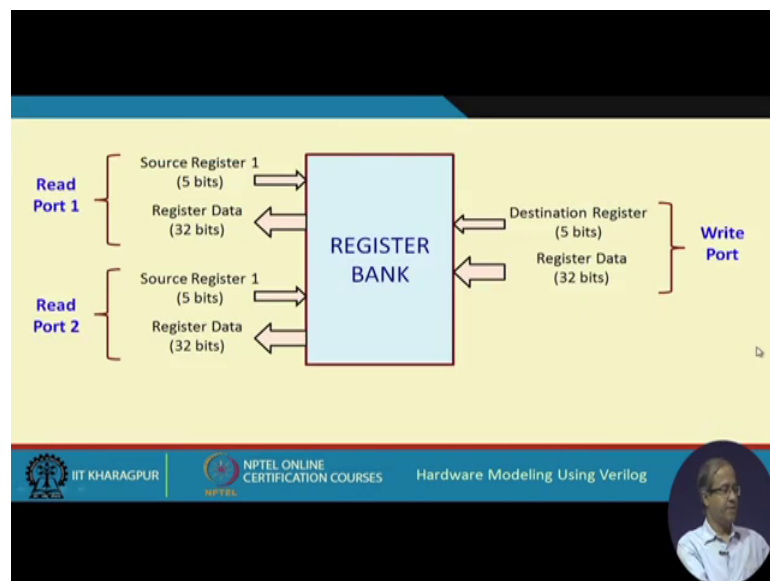 Read
Port 1
Source Register 1
(5 bits)
Register Data
(32 bits)
Read
Port 2
Source Register 1
(5 bits)
Register Data
(32 bits)
REGISTER
BANK
Destination Register
(5 bits)
Register Data
(32 bits)
Write
Port
IIT KHARAGPUR
NPTEL
NPTEL ONLINE
CERTIFICATION COURSES
Hardware Modeling Using Verilog